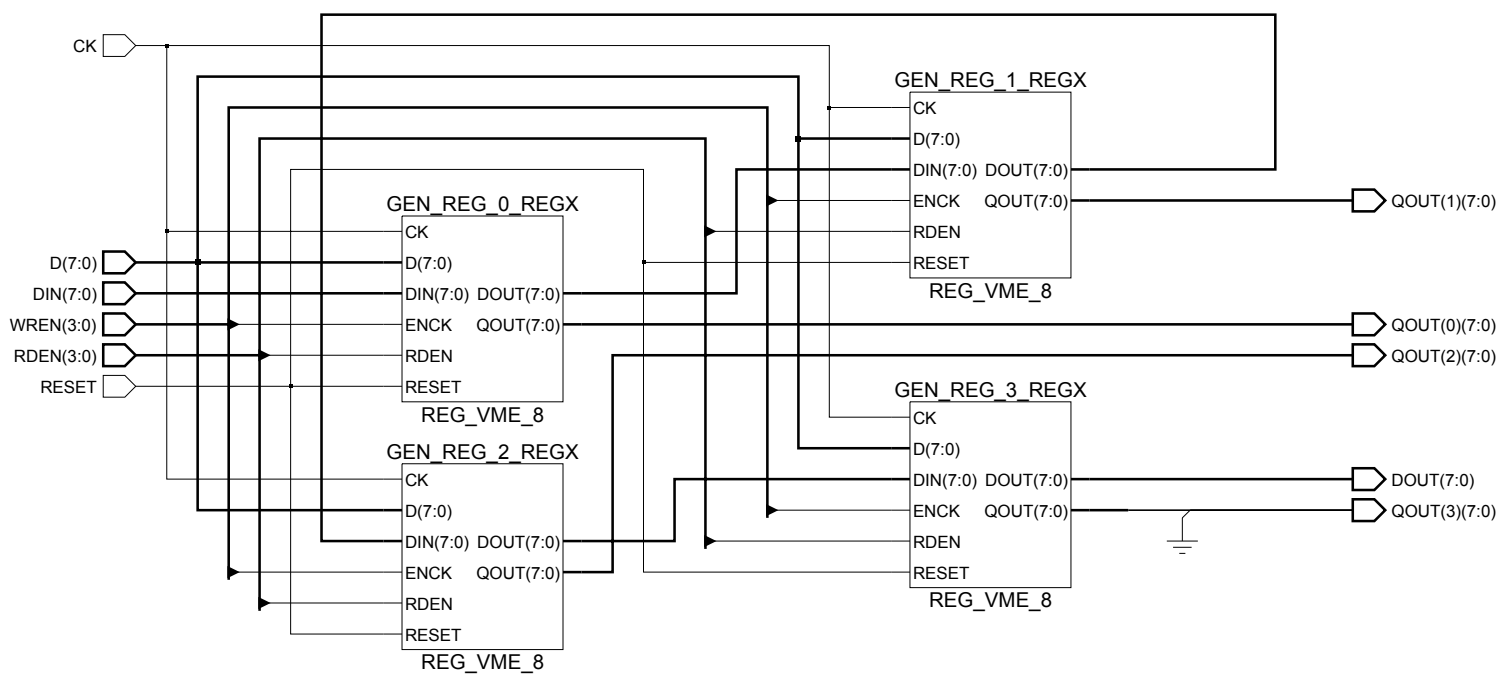 CK
D(7:0)
DIN(7:0)
WREN(3:0)
RDEN(3:0)
RESET
GEN_REG_0_REGX
CK
D(7:0)
DIN(7:0) DOUT(7:0)
ENCK QOUT(7:0)
RDEN
RESET
REG_VME_8
GEN_REG_2_REGX
CK
D(7:0)
DIN(7:0) DOUT(7:0)
ENCK QOUT(7:0)
RDEN
RESET
REG_VME_8
GEN_REG_1_REGX
CK
D(7:0)
DIN(7:0) DOUT(7:0)
ENCK QOUT(7:0)
RDEN
RESET
REG_VME_8
GEN_REG_3_REGX
CK
D(7:0)
DIN(7:0) DOUT(7:0)
ENCK QOUT(7:0)
RDEN
RESET
REG_VME_8
QOUT(1)(7:0)
QOUT(0)(7:0)
QOUT(2)(7:0)
DOUT(7:0)
QOUT(3)(7:0)